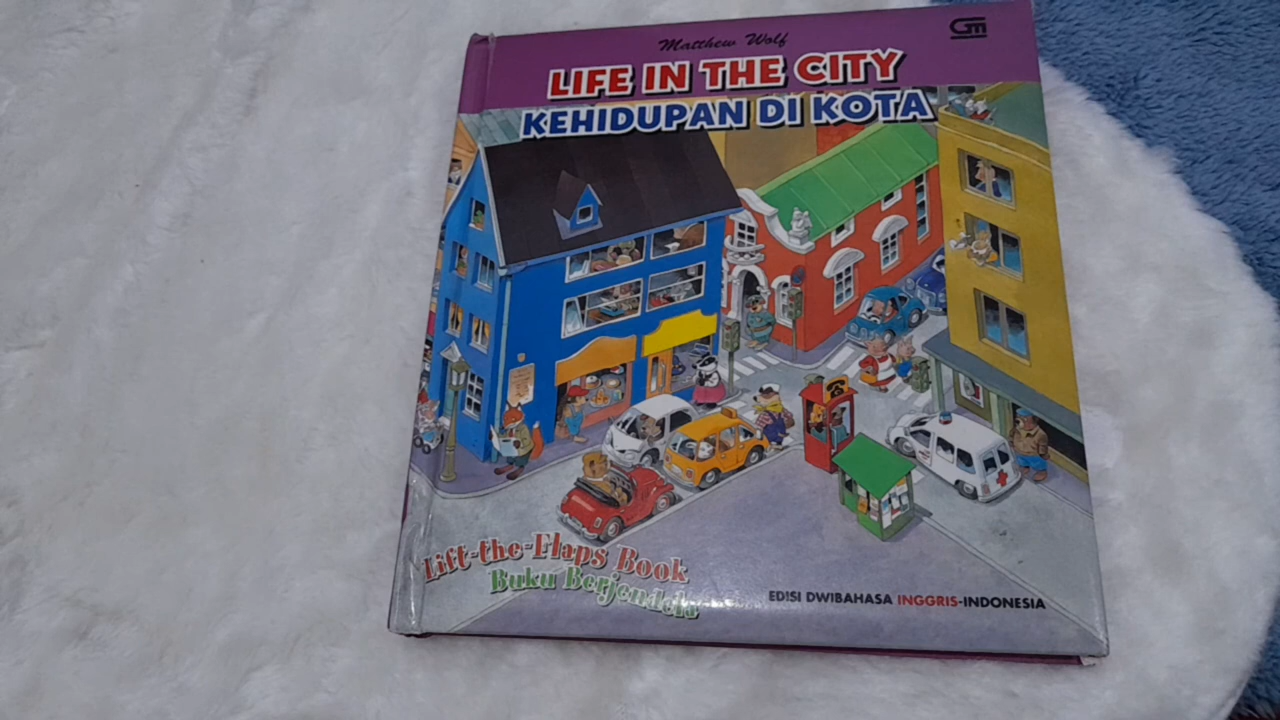 Matthew Wolf
GM
LIFE IN THE CITY
KEHIDUPAN DI KOTA
Lift-the-Flaps Book
Buku Berjendela
EDISI DWIBAHASA INGGRIS-INDONESIA